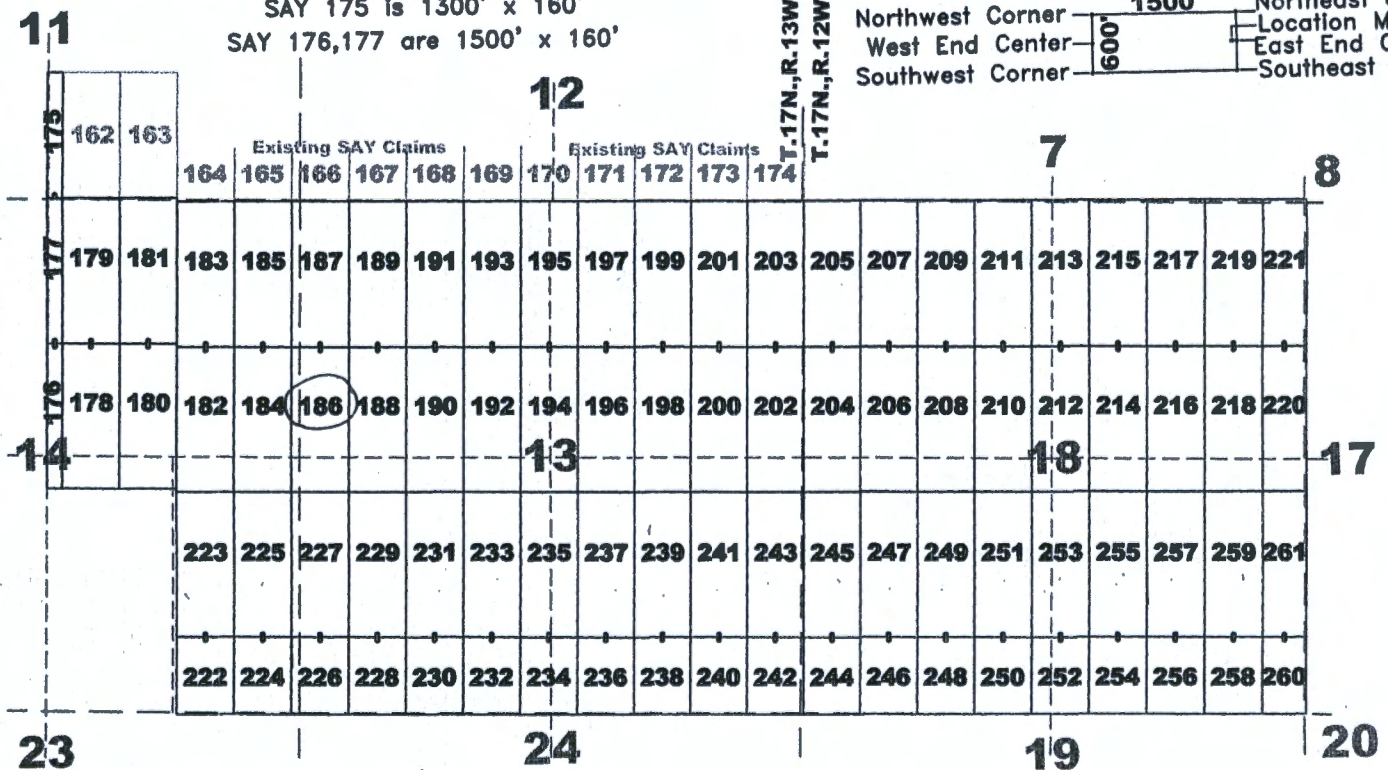 SAY 175 is 1300' x 160'
SAY 176,177 are 1500' x 160'
T.17N.,R.13W
T.17N.,R.12W
1500'
600'
Northwest Corner
West End Center
Southwest Corner
Northeast
Location
East End
Southeast
11
12
7
8
175
162 163
Existing SAY Claims
Existing SAY Claims
164 165 166 167 168 169 170 171 172 173 174
177 179 181 183 185 187 189 191 193 195 197 199 201 203 205 207 209 211 213 215 217 219 221
176 178 180 182 184 186 188 190 192 194 196 198 200 202 204 206 208 210 212 214 216 218 220
14
13
18
17
223 225 227 229 231 233 235 237 239 241 243 245 247 249 251 253 255 257 259 261
222 224 226 228 230 232 234 236 238 240 242 244 246 248 250 252 254 256 258 260
23
24
19
20